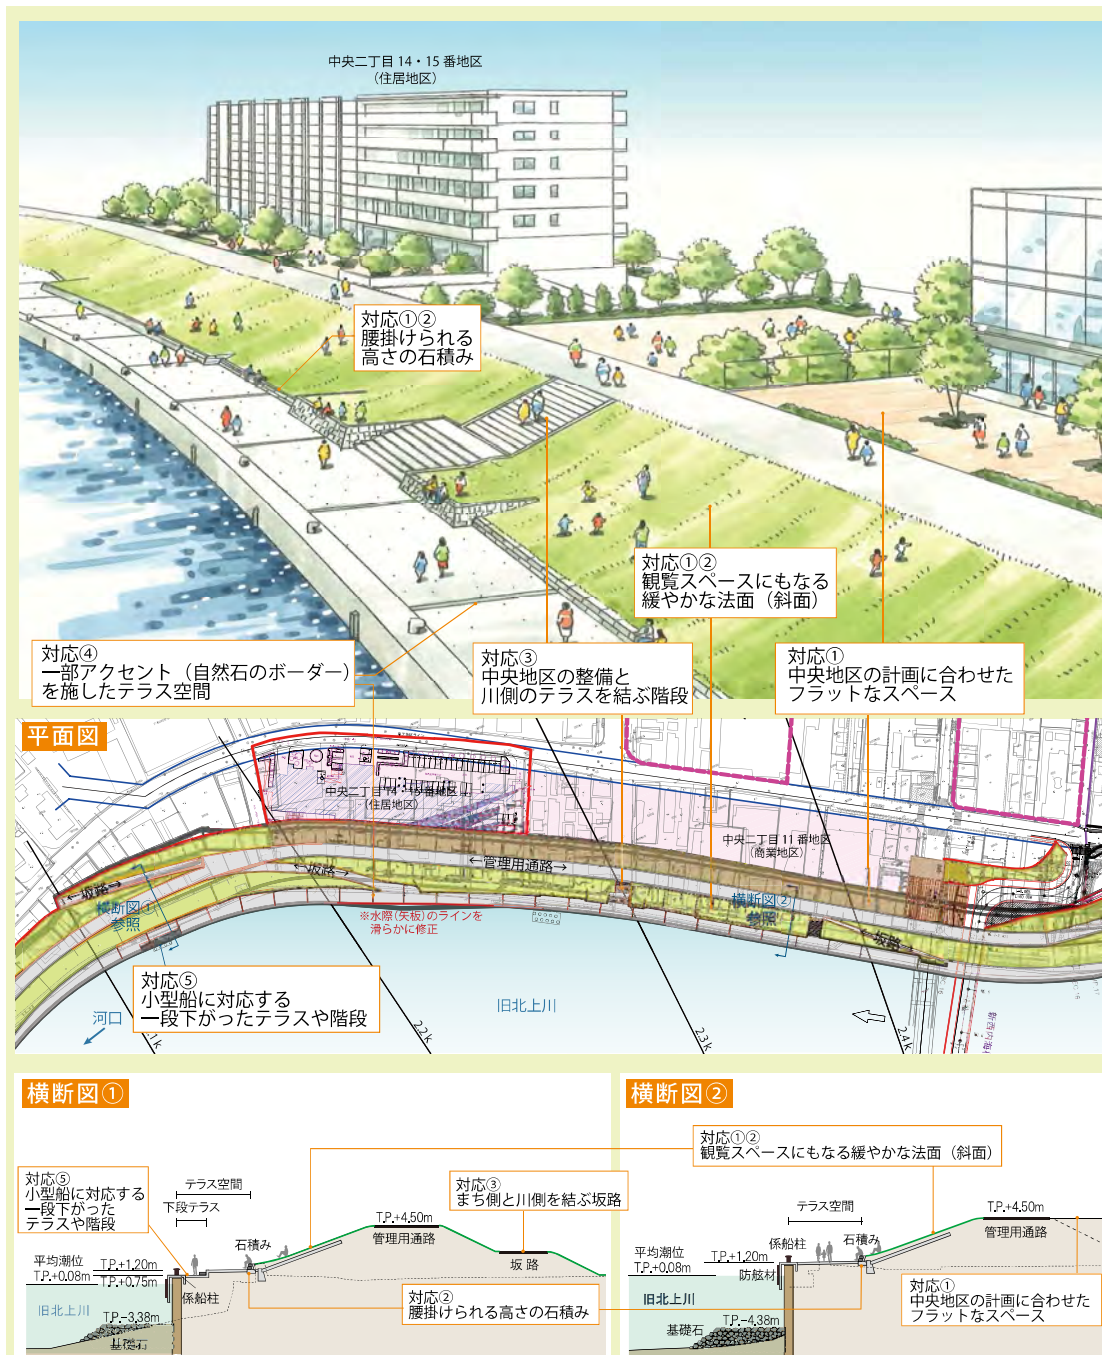 中央二丁目 14・15 番地区
（住居地区）
対応①②
腰掛けられる
高さの石積み
対応①②
観覧スペースにもなる
緩やかな法面（斜面）
対応④
一部アクセント（自然石のボーダー）
を施したテラス空間
対応③
中央地区の整備と
川側のテラスを結ぶ階段
対応①
中央地区の計画に合わせた
フラットなスペース
平面図
中央二丁目 14・15 番地区
（住居地区）
中央二丁目 11 番地区
（商業地区）
←坂路→
←坂路→
←管理用通路→
←坂路→
横断図①
参照
横断図②
参照
※水際（矢板）のラインを
滑らかに修正
対応⑤
小型船に対応する
一段下がったテラスや階段
旧北上川
河口
2.2k
2.3k
2.4k
横断図①
対応⑤
小型船に対応する
一段下がった
テラスや階段
テラス空間
下段テラス
石積み
T.P.+4.50m
管理用通路
対応③
まち側と川側を結ぶ坂路
坂 路
平均潮位
T.P.+0.08m
T.P.+1.20m
T.P.+0.75m
係船柱
旧北上川
T.P.-3.38m
基礎石
対応②
腰掛けられる高さの石積み
横断図②
対応①②
観覧スペースにもなる緩やかな法面（斜面）
テラス空間
T.P.+4.50m
管理用通路
係船柱
石積み
平均潮位
T.P.+0.08m
T.P.+1.20m
防舷材
旧北上川
基礎石
T.P.-4.38m
対応①
中央地区の計画に合わせた
フラットなスペース